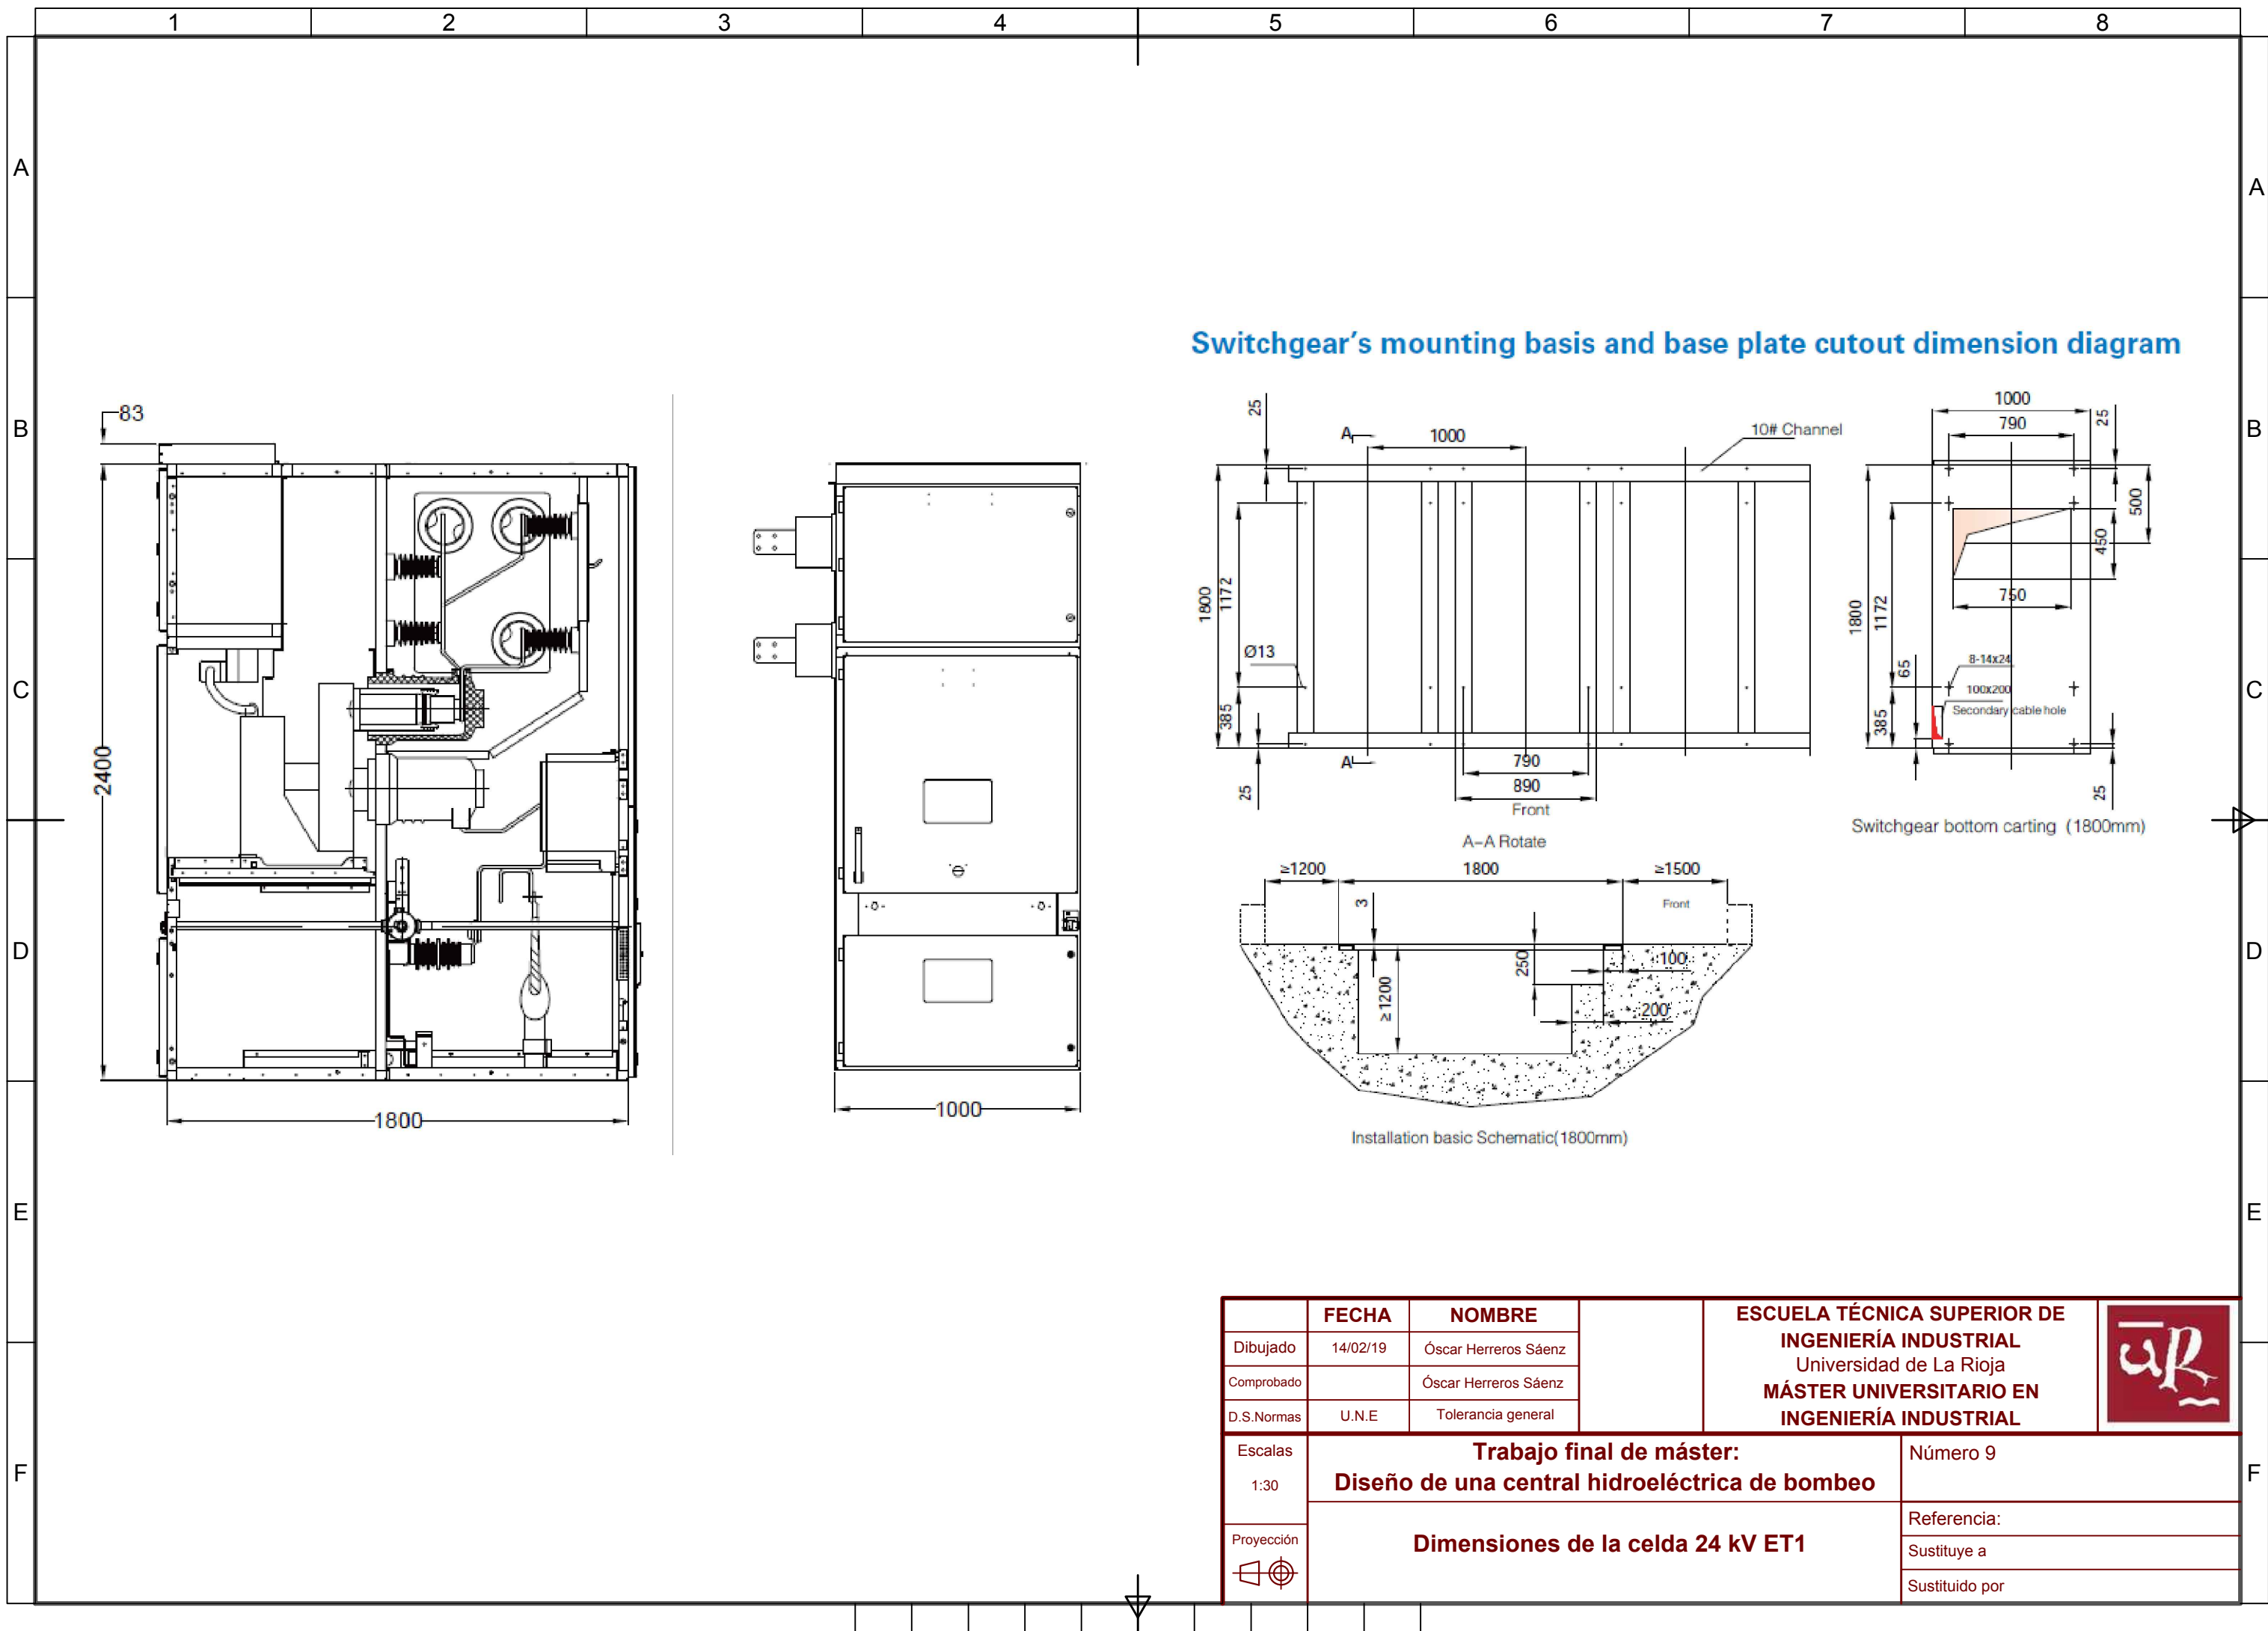 1 2 3 4 5 6 7 8
A
B
C
D
E
F
A
B
C
D
E
F
83
2400
1800
1000
Switchgear's mounting basis and base plate cutout dimension diagram
25
A
1000
10# Channel
1800
1172
Ø13
385
25
A
790
890
Front
A–A Rotate
1000
790
25
500
450
750
1800
1172
65
8-14x24
100x200
Secondary cable hole
385
25
Switchgear bottom carting (1800mm)
≥1200
1800
≥1500
3
Front
250
100
≥1200
200
Installation basic Schematic(1800mm)
FECHA NOMBRE
Dibujado 14/02/19 Óscar Herreros Sáenz
Comprobado Óscar Herreros Sáenz
D.S.Normas U.N.E Tolerancia general
ESCUELA TÉCNICA SUPERIOR DE
INGENIERÍA INDUSTRIAL
Universidad de La Rioja
MÁSTER UNIVERSITARIO EN
INGENIERÍA INDUSTRIAL
uR
Escalas
1:30
Trabajo final de máster:
Diseño de una central hidroeléctrica de bombeo
Número 9
Proyección
Dimensiones de la celda 24 kV ET1
Referencia:
Sustituye a
Sustituido por